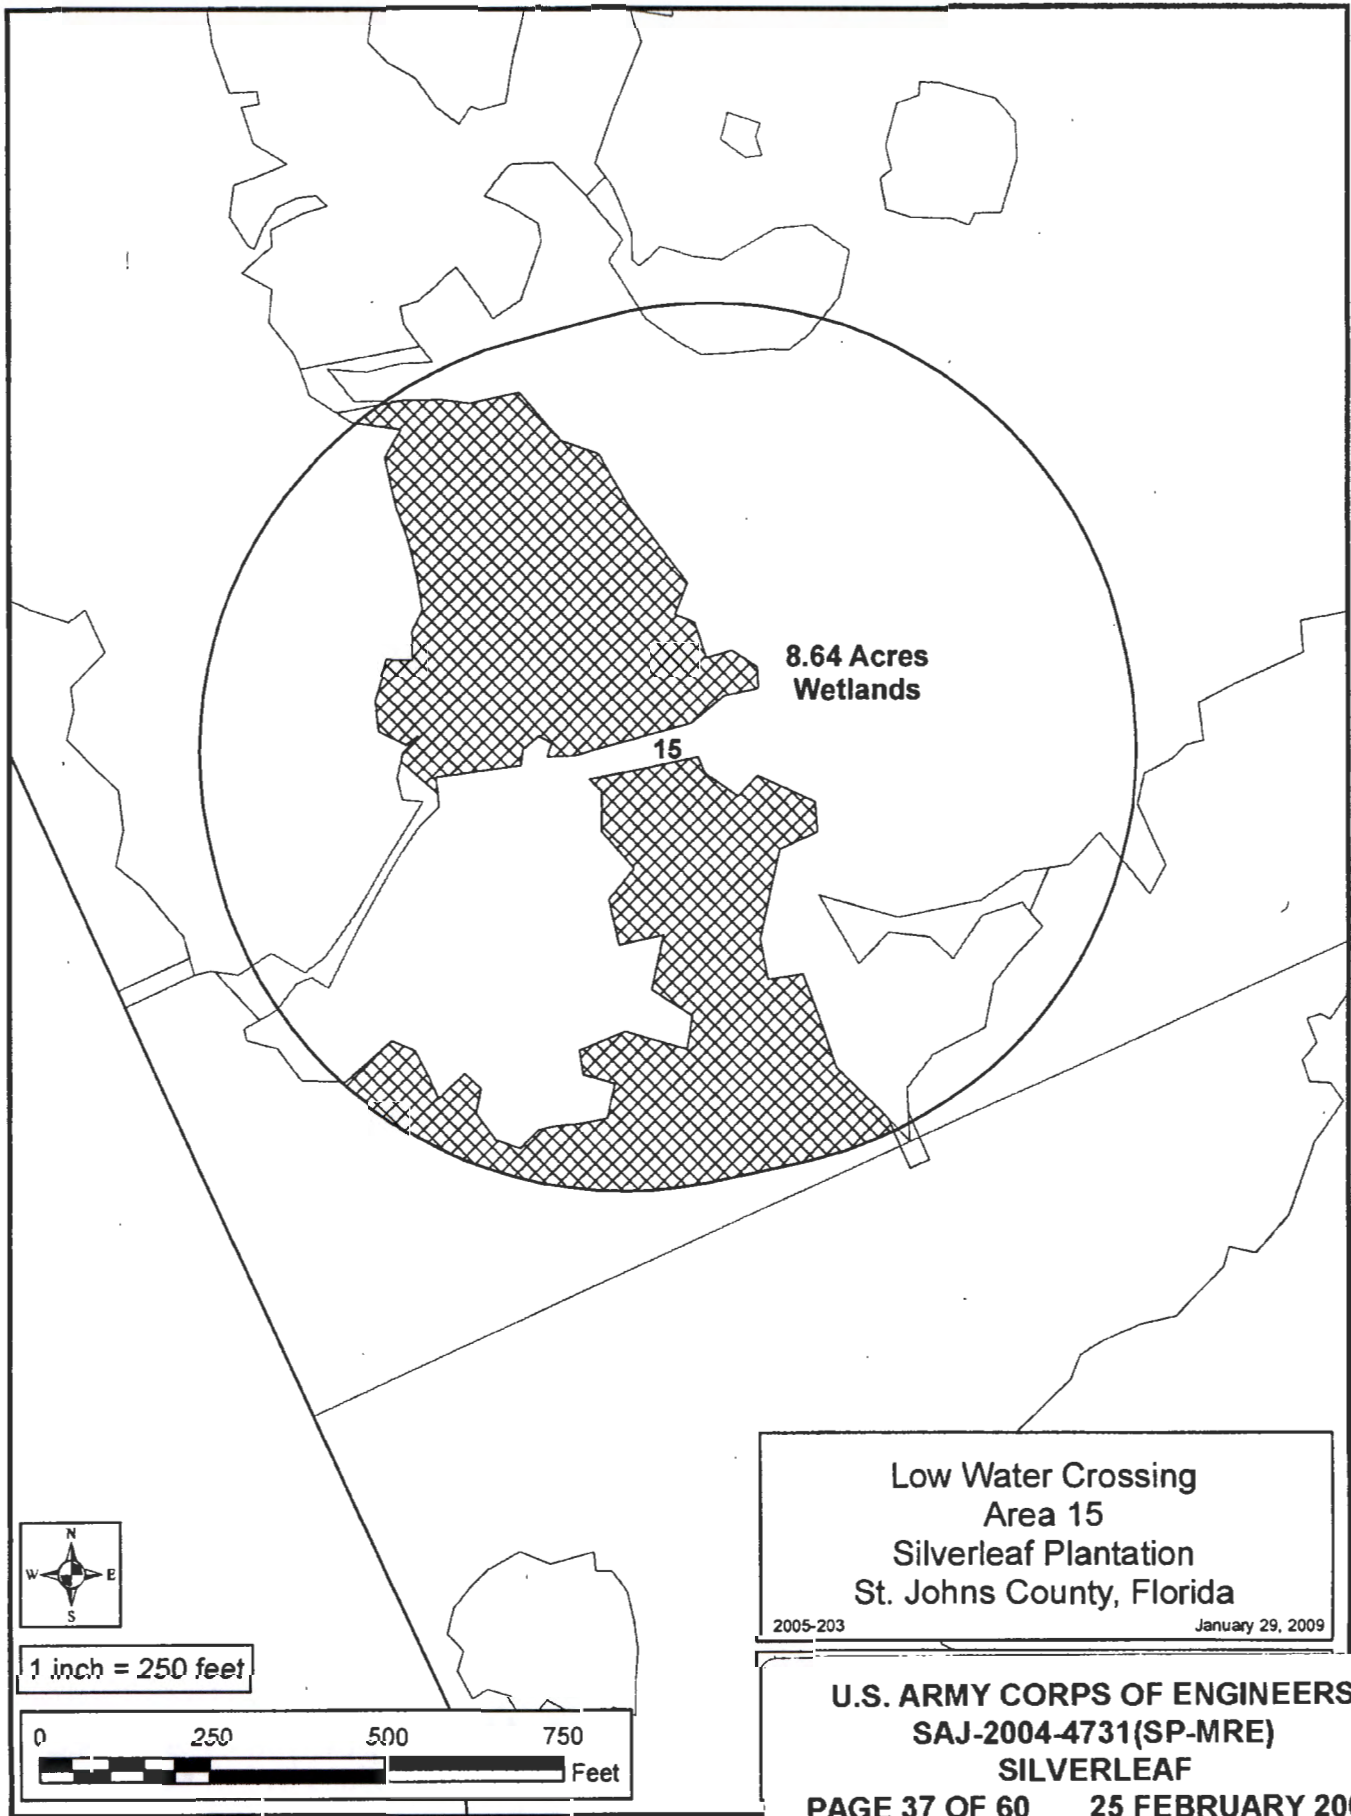 8.64 Acres
Wetlands
15
Low Water Crossing
Area 15
Silverleaf Plantation
St. Johns County, Florida
2005-203 January 29, 2009
N
W E
S
1 inch = 250 feet
0 250 500 750
Feet
U.S. ARMY CORPS OF ENGINEERS
SAJ-2004-4731(SP-MRE)
SILVERLEAF
PAGE 37 OF 60 25 FEBRUARY